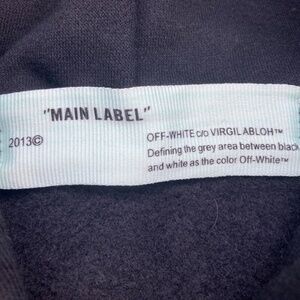 "MAIN LABEL"
2013©
OFF-WHITE c/o VIRGIL ABLOH™
Defining the grey area between black
and white as the color Off-White™